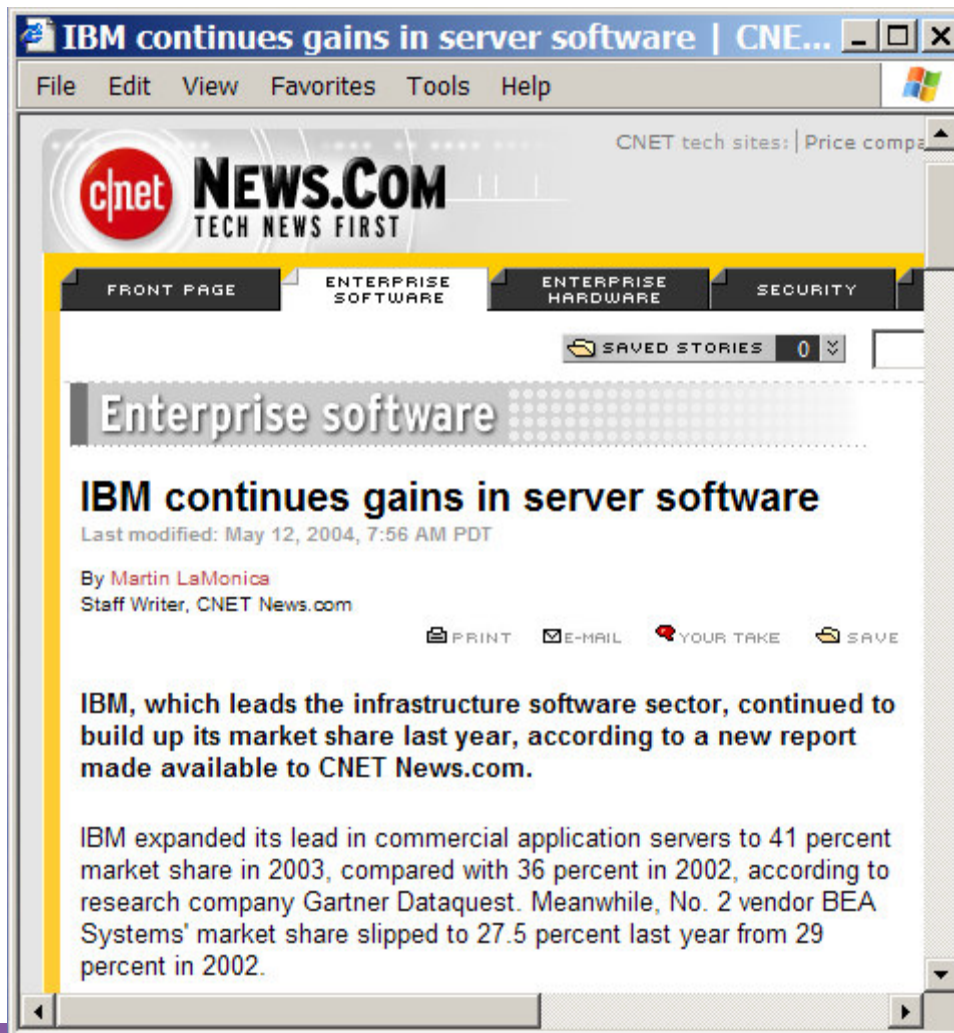 IBM continues gains in server software | CNE...
File Edit View Favorites Tools Help
CNET tech sites: | Price compa
c|net NEWS.COM
TECH NEWS FIRST
FRONT PAGE ENTERPRISE SOFTWARE ENTERPRISE HARDWARE SECURITY
SAVED STORIES 0
Enterprise software
IBM continues gains in server software
Last modified: May 12, 2004, 7:56 AM PDT
By Martin LaMonica
Staff Writer, CNET News.com
PRINT E-MAIL YOUR TAKE SAVE
IBM, which leads the infrastructure software sector, continued to
build up its market share last year, according to a new report
made available to CNET News.com.
IBM expanded its lead in commercial application servers to 41 percent
market share in 2003, compared with 36 percent in 2002, according to
research company Gartner Dataquest. Meanwhile, No. 2 vendor BEA
Systems' market share slipped to 27.5 percent last year from 29
percent in 2002.